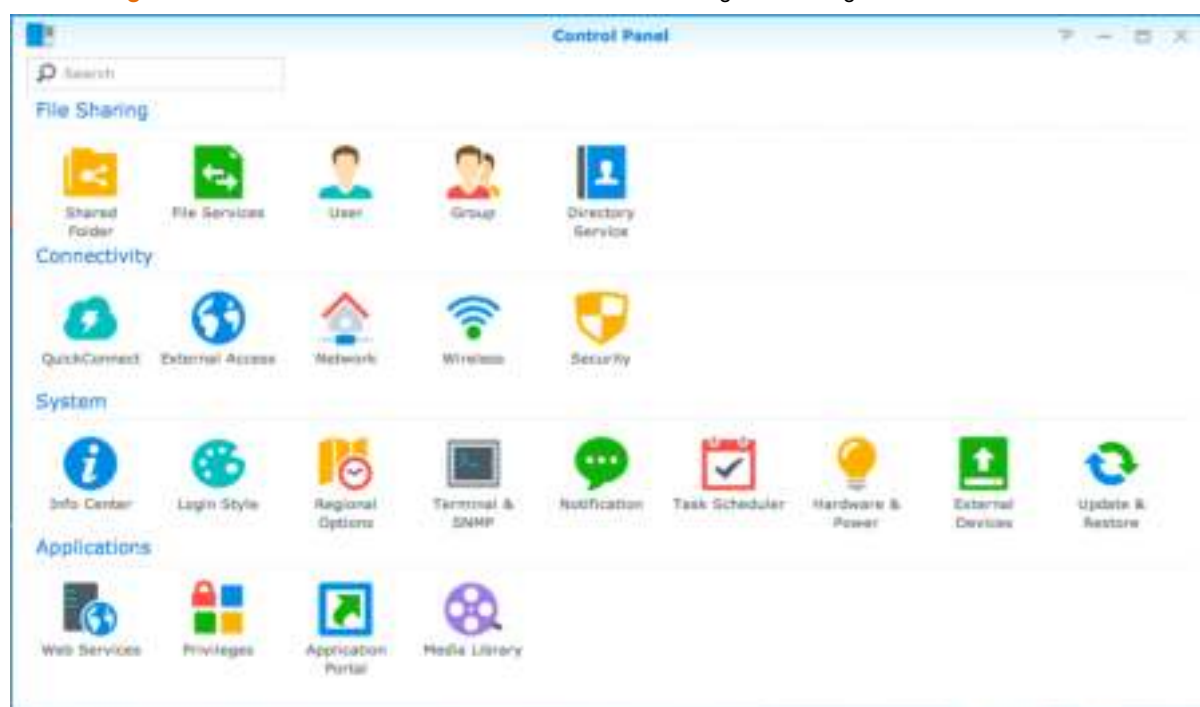 Control Panel
Search
File Sharing
Shared Folder
File Services
User
Group
Directory Service
Connectivity
QuickConnect
External Access
Network
Wireless
Security
System
Info Center
Login Style
Regional Options
Terminal & SNMP
Notification
Task Scheduler
Hardware & Power
External Devices
Update & Restore
Applications
Web Services
Privileges
Application Portal
Media Library